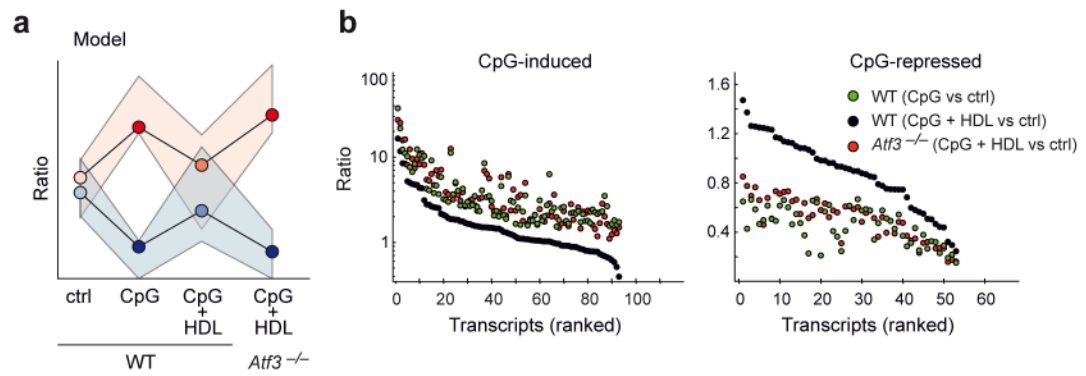 a
Model
Ratio
ctrl CpG CpG + HDL CpG + HDL
WT Atf3 −/−
b
CpG-induced
100
10
1
Ratio
0 20 40 60 80 100
Transcripts (ranked)
CpG-repressed
WT (CpG vs ctrl)
WT (CpG + HDL vs ctrl)
Atf3 −/− (CpG + HDL vs ctrl)
1.6
1.2
0.8
0.4
0 10 20 30 40 50 60
Transcripts (ranked)